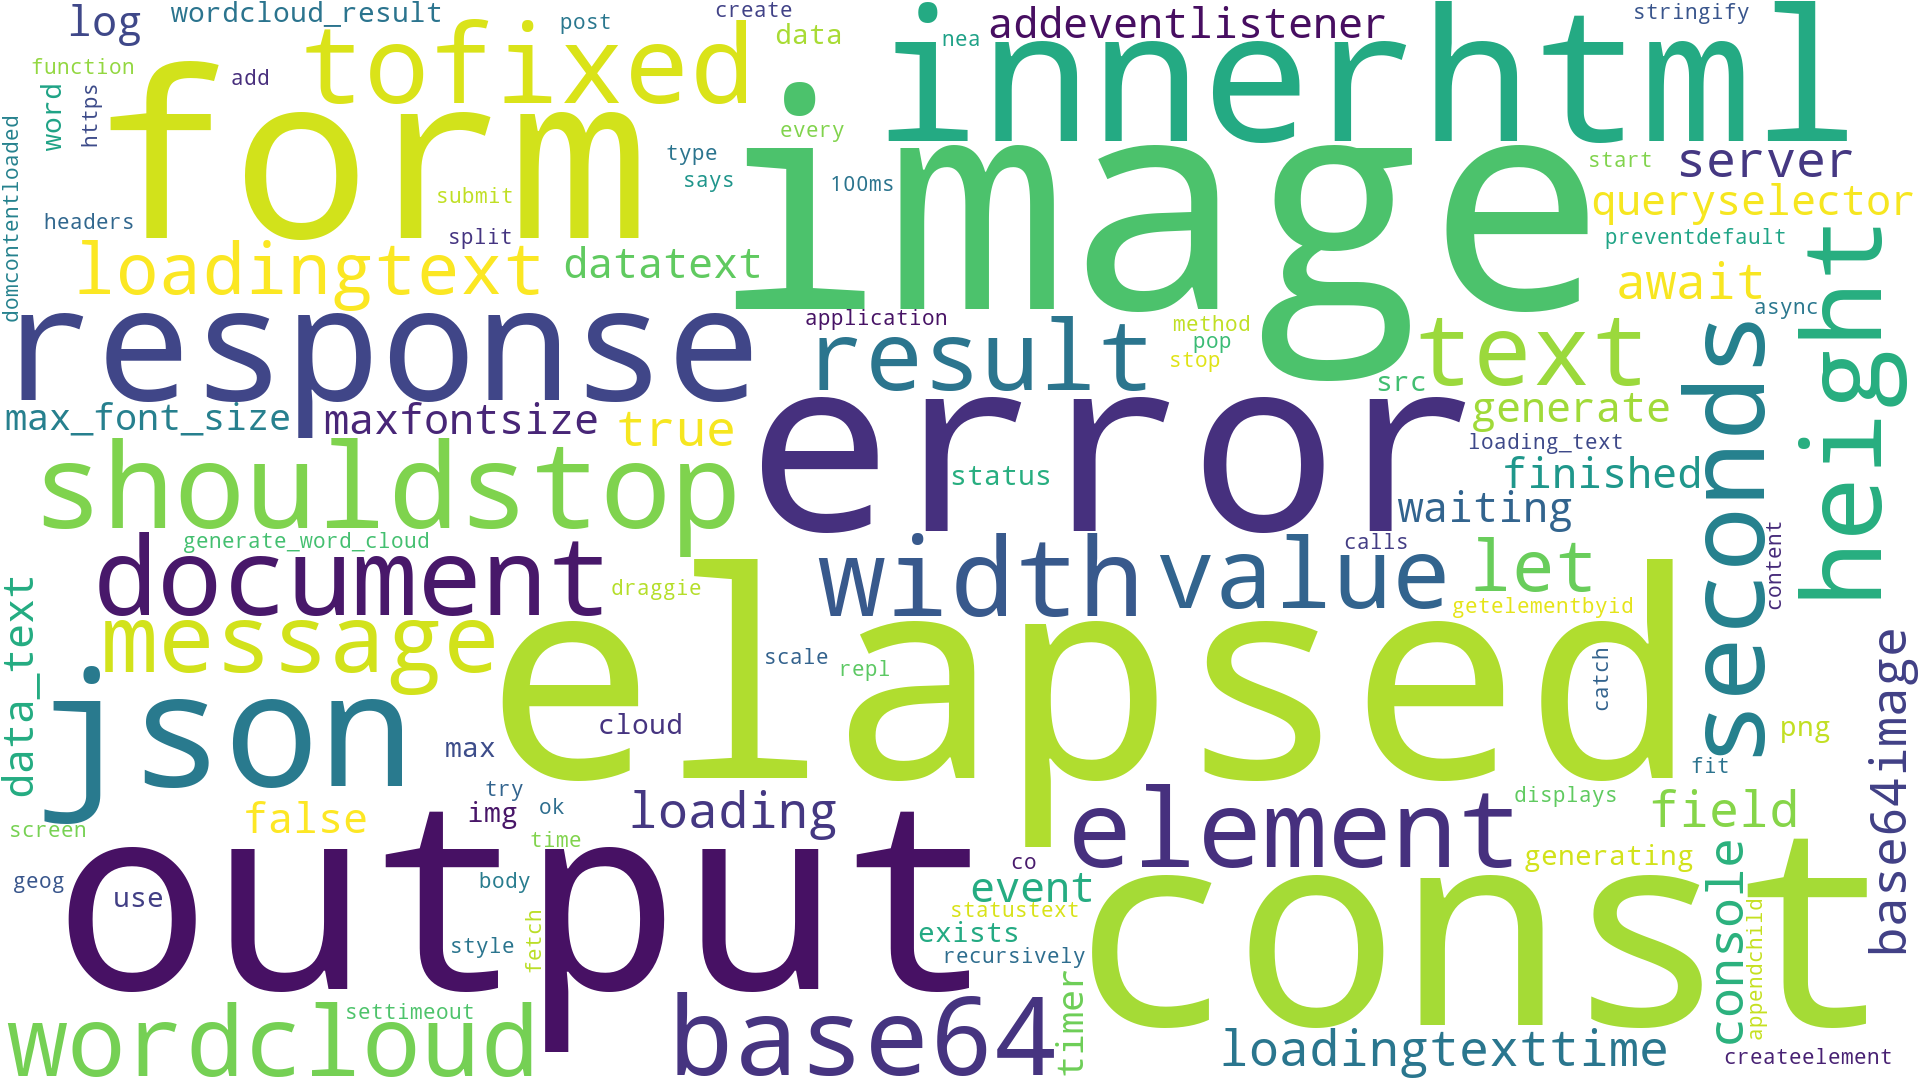 log
wordcloud_result
post
create
addeventlistener
stringify
function
add
tofixed
data
nea
innerhtml
word
https
form
every
image
type
says
100ms
start
server
domcontentloaded
submit
queryselector
headers
split
preventdefault
height
loadingtext
datatext
await
async
response
application
result
method
pop
stop
text
seconds
src
max_font_size
maxfontsize
true
error
generate
loading_text
shouldstop
status
finished
waiting
generate_word_cloud
document
width
value
calls
let
content
data_text
draggie
elapsed
getelementbyid
message
scale
repl
catch
base64image
json
max
cloud
png
fit
try
ok
img
loading
false
time
element
displays
field
screen
output
generating
console
geog
use
body
co
event
const
statustext
exists
style
fetch
recursively
appendchild
timer
wordcloud
settimeout
base64
loadingtexttime
createelement